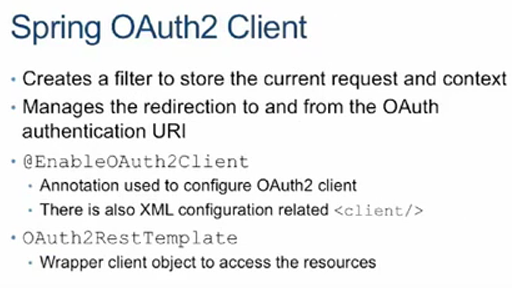 Spring OAuth2 Client
• Creates a filter to store the current request and context
• Manages the redirection to and from the OAuth
authentication URI
• @EnableOAuth2Client
• Annotation used to configure OAuth2 client
• There is also XML configuration related <client/>
• OAuth2RestTemplate
• Wrapper client object to access the resources